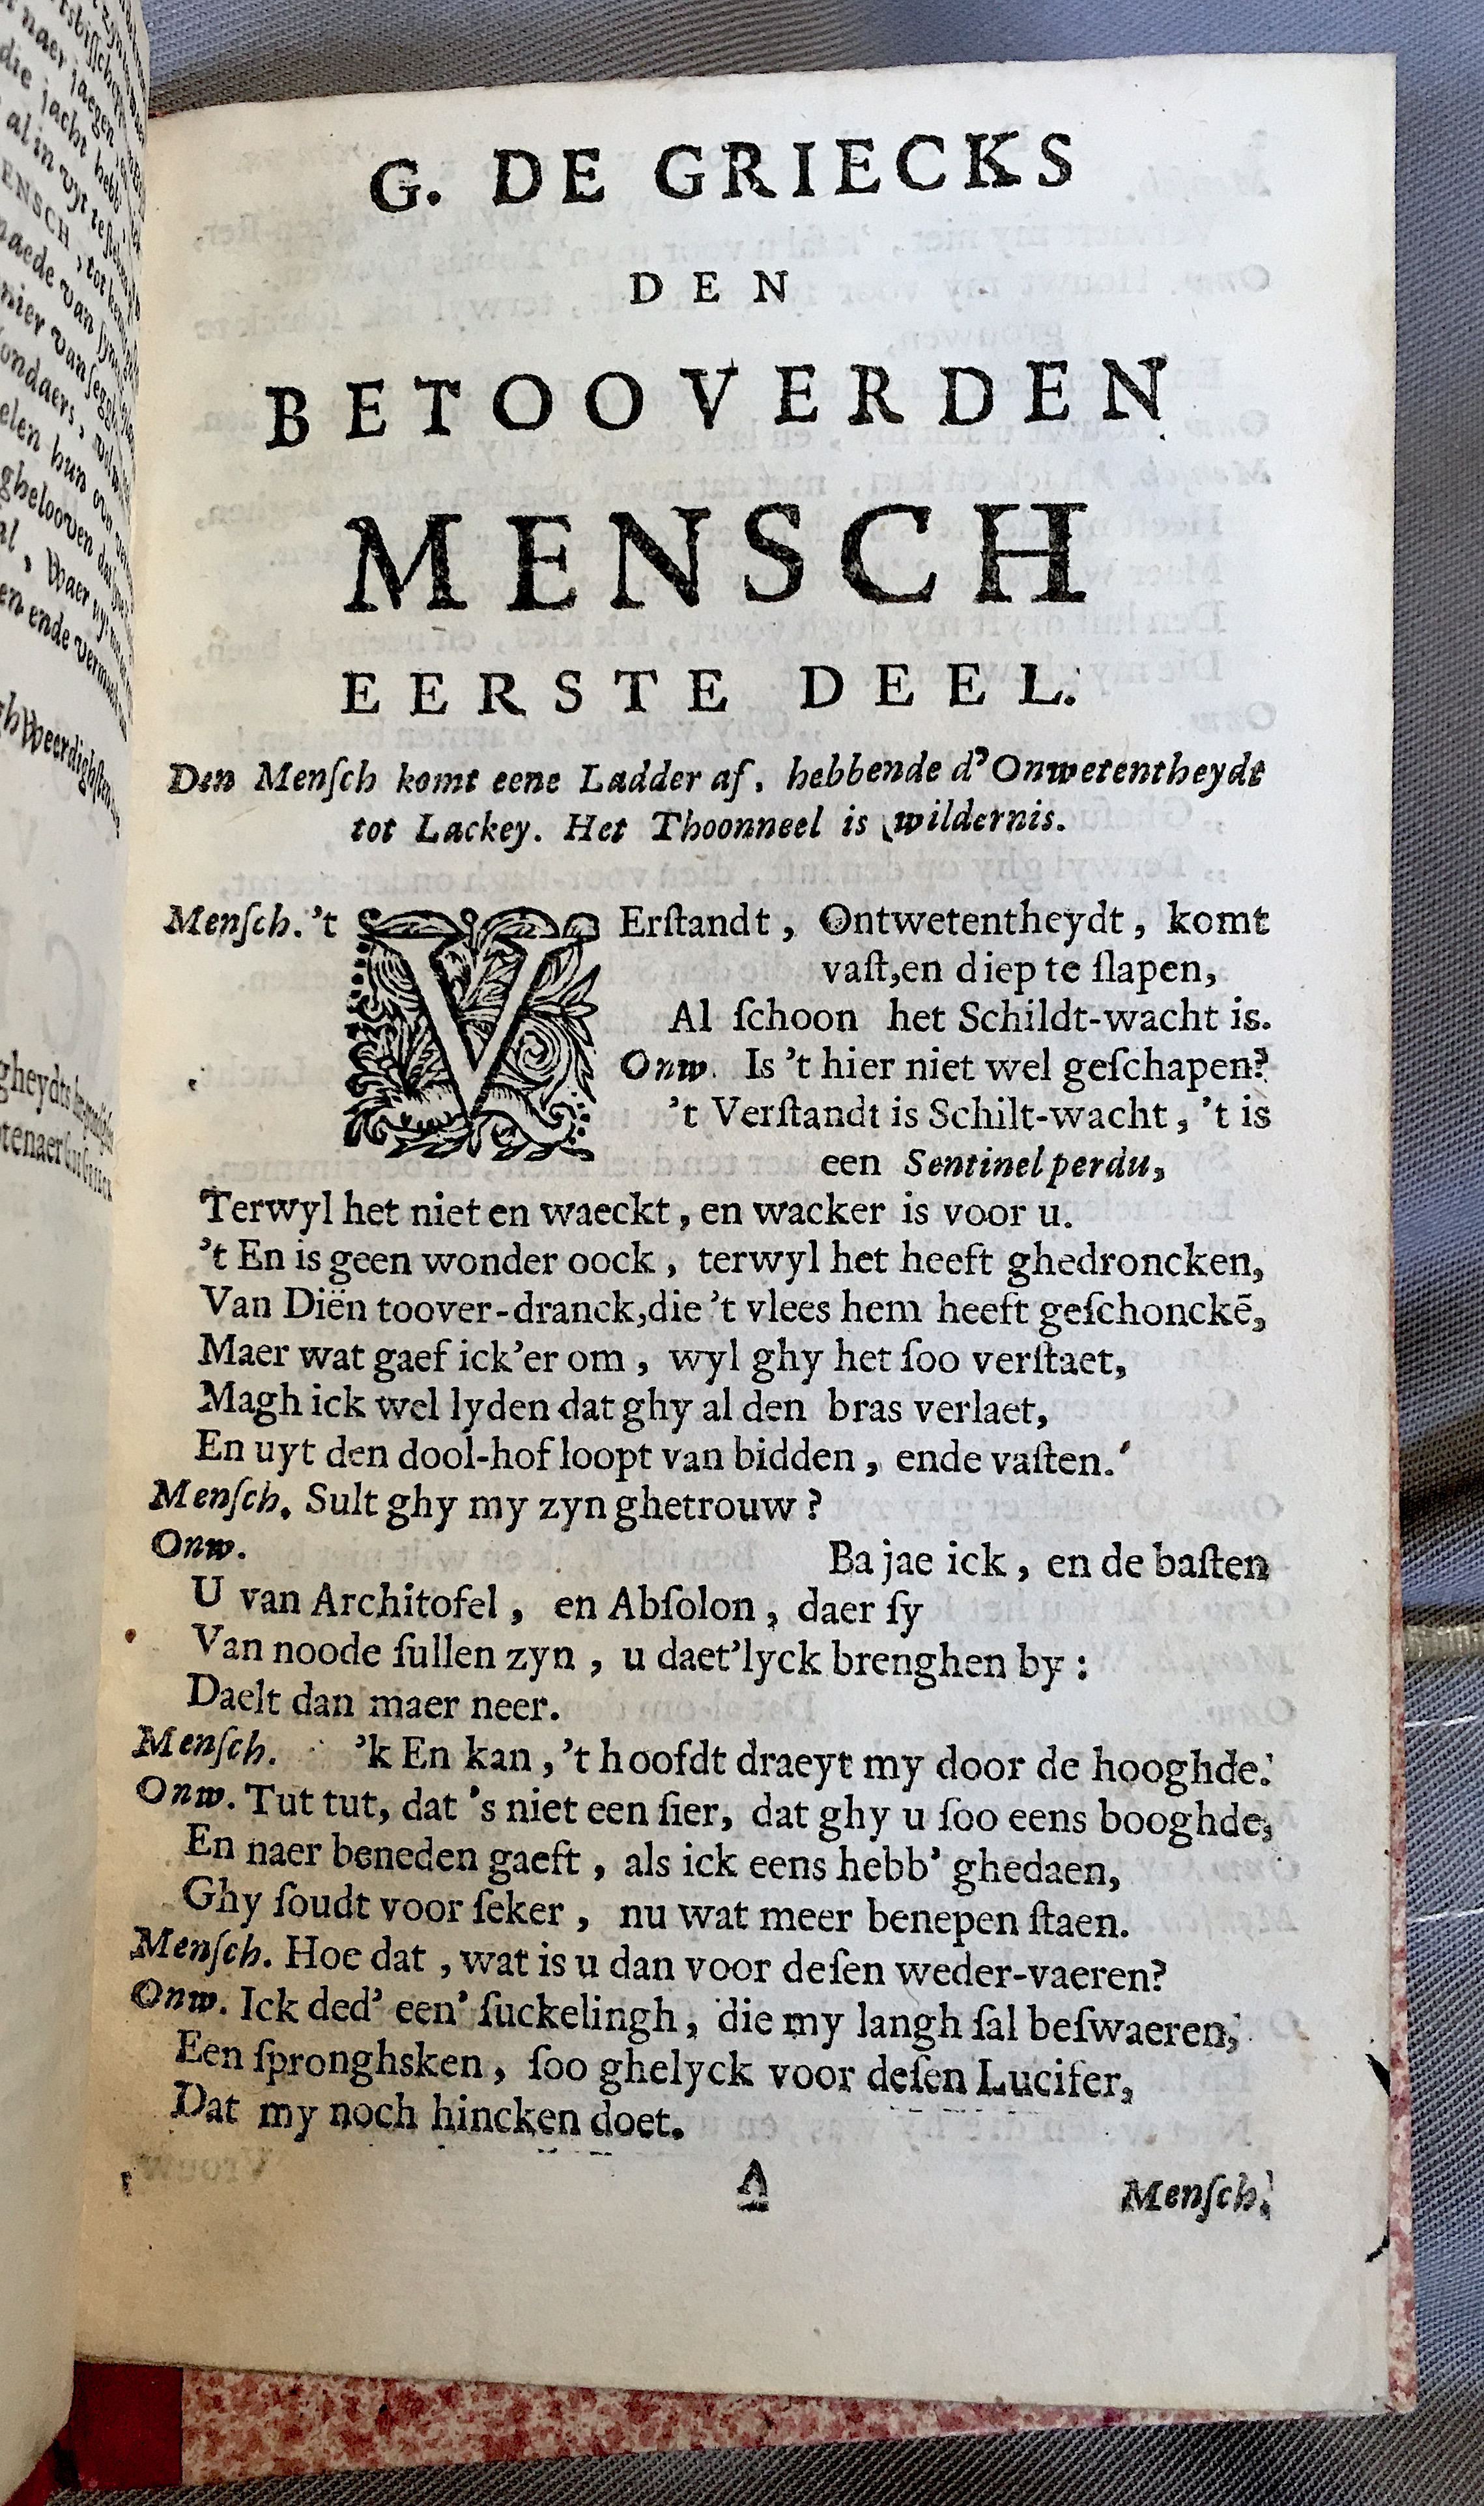 G. DE GRIECKS
DEN
BETOOVERDEN
MENSCH
EERSTE DEEL.
Den Menſch komt eene Ladder af, hebbende d'Onwetentheydt
tot Lackey. Het Thoonneel is wildernis.
Menſch. 't VErſtandt, Ontwetentheydt, komt
vaſt,en diep te ſlapen,
Al ſchoon het Schildt-wacht is.
Onw. Is 't hier niet wel geſchapen?
't Verſtandt is Schilt-wacht, 't is
een Sentinel perdu,
Terwyl het niet en waeckt, en wacker is voor u.
't En is geen wonder oock, terwyl het heeft ghedroncken,
Van Diën toover-dranck,die 't vlees hem heeft geſchonckē,
Maer wat gaef ick'er om, wyl ghy het ſoo verſtaet,
Magh ick wel lyden dat ghy al den bras verlaet,
En uyt den dool-hof loopt van bidden, ende vaſten.
Menſch. Sult ghy my zyn ghetrouw?
Onw. Ba jae ick, en de baſten
U van Architofel, en Abſolon, daer ſy
Van noode ſullen zyn, u daet'lyck brenghen by:
Daelt dan maer neer.
Menſch. 'k En kan, 't hoofdt draeyt my door de hooghde.
Onw. Tut tut, dat 's niet een ſier, dat ghy u ſoo eens booghde,
En naer beneden gaeft, als ick eens hebb' ghedaen,
Ghy ſoudt voor ſeker, nu wat meer benepen ſtaen.
Menſch. Hoe dat, wat is u dan voor deſen weder-vaeren?
Onw. Ick ded' een' ſuckelingh, die my langh ſal beſwaeren,
Een ſpronghsken, ſoo ghelyck voor deſen Lucifer,
Dat my noch hincken doet.
A
Menſch.